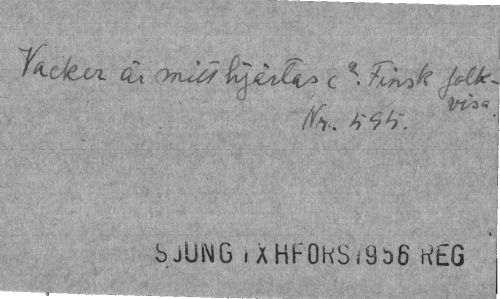 Vacker är mitt hjärtas Finsk folk-
visa.
Nr. 595.
SJUNG I X HFORS 1956 REG